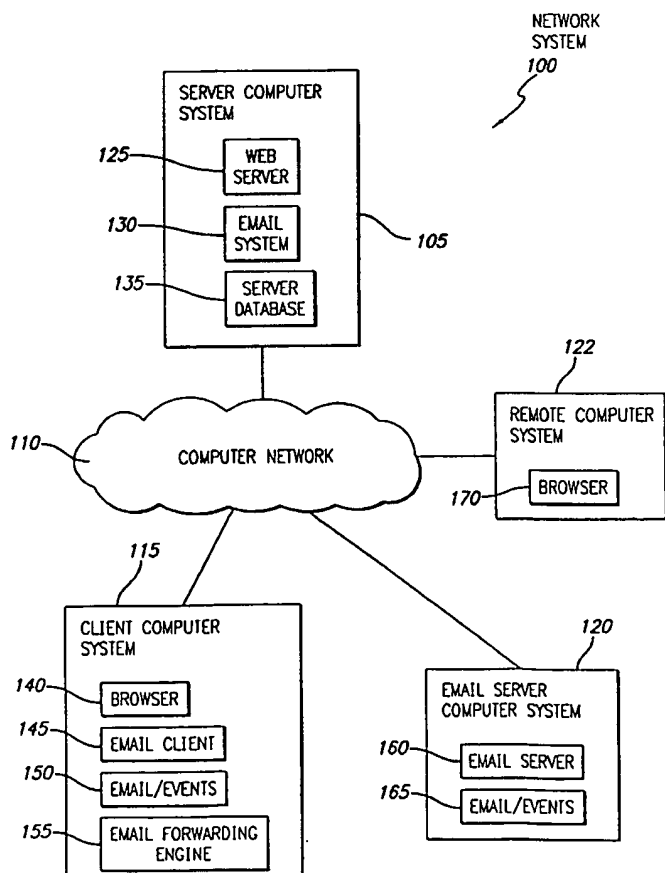 NETWORK
SYSTEM
100
SERVER COMPUTER
SYSTEM
125
WEB
SERVER
130
EMAIL
SYSTEM
105
135
SERVER
DATABASE
122
110
COMPUTER NETWORK
REMOTE COMPUTER
SYSTEM
170
BROWSER
115
CLIENT COMPUTER
SYSTEM
120
140
BROWSER
EMAIL SERVER
COMPUTER SYSTEM
145
EMAIL CLIENT
160
EMAIL SERVER
150
EMAIL/EVENTS
165
EMAIL/EVENTS
155
EMAIL FORWARDING
ENGINE